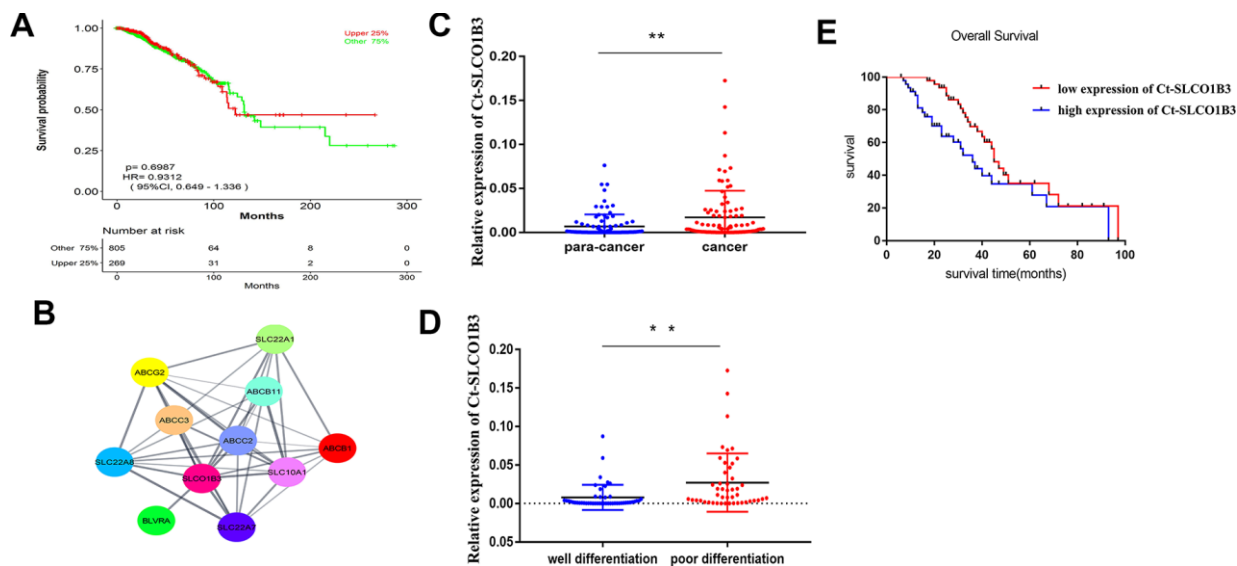 A
1.00
0.75
0.50
0.25
0.00
Survival probability
Upper 25%
Other 75%
p= 0.6987
HR= 0.9312
( 95%CI, 0.649 - 1.336 )
0 100 200 300
Months
Number at risk
Other 75% 805 64 8 0
Upper 25% 269 31 2 0
0 100 200 300
Months
B
SLC22A1
ABCG2
ABCB11
ABCC3
ABCC2
ABCB1
SLC22A8
SLCO1B3
SLC10A1
BLVRA
SLC22A7
C
Relative expression of Ct-SLCO1B3
**
0.20
0.15
0.10
0.05
0.00
para-cancer cancer
D
Relative expression of Ct-SLCO1B3
* *
0.20
0.15
0.10
0.05
0.00
0.05
well differentiation poor differentiation
E
Overall Survival
low expression of Ct-SLCO1B3
high expression of Ct-SLCO1B3
survival
100
80
60
40
20
0
0 20 40 60 80 100
survival time(months)